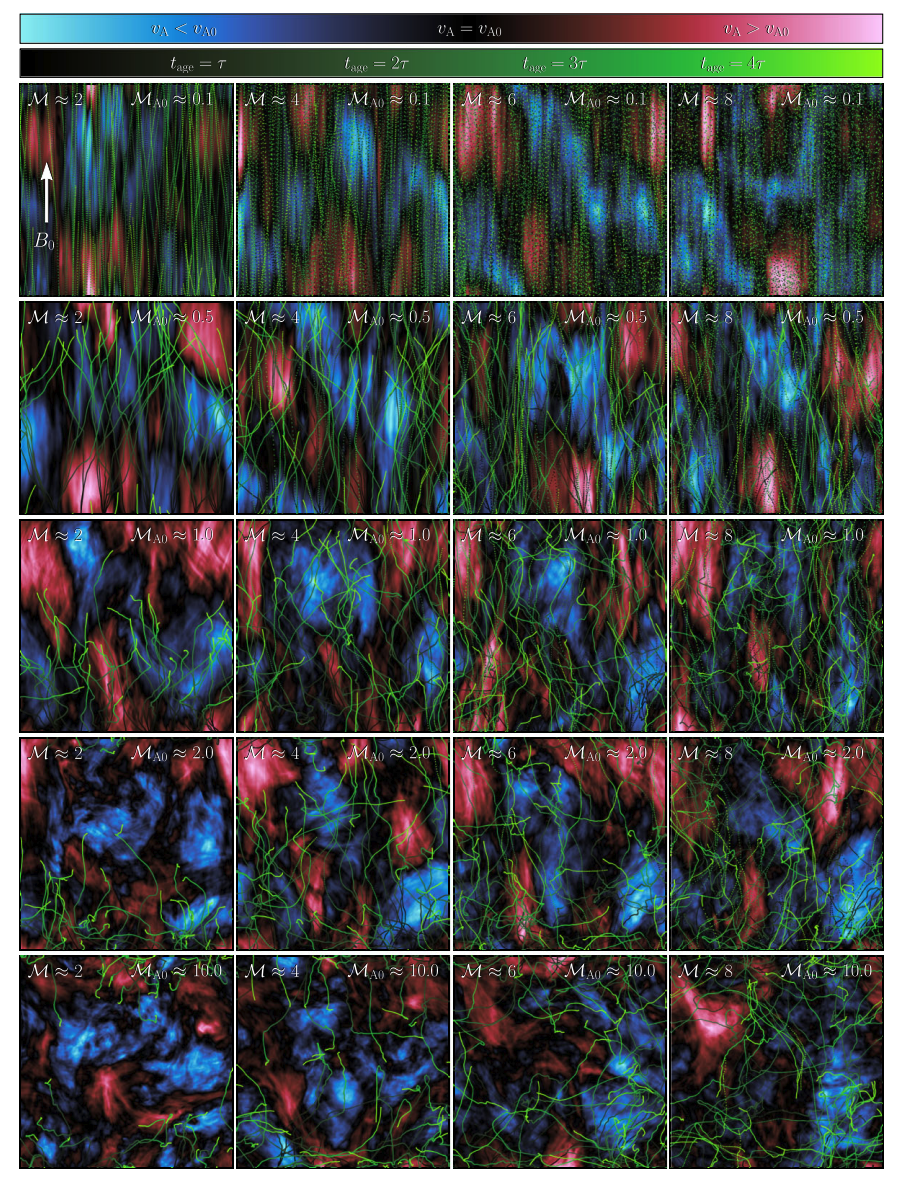 v_A < v_A0 v_A = v_A0 v_A > v_A0
t_age = τ t_age = 2τ t_age = 3τ t_age = 4τ
ℳ ≈ 2 ℳ_A0 ≈ 0.1 ℳ ≈ 4 ℳ_A0 ≈ 0.1 ℳ ≈ 6 ℳ_A0 ≈ 0.1 ℳ ≈ 8 ℳ_A0 ≈ 0.1
B_0
ℳ ≈ 2 ℳ_A0 ≈ 0.5 ℳ ≈ 4 ℳ_A0 ≈ 0.5 ℳ ≈ 6 ℳ_A0 ≈ 0.5 ℳ ≈ 8 ℳ_A0 ≈ 0.5
ℳ ≈ 2 ℳ_A0 ≈ 1.0 ℳ ≈ 4 ℳ_A0 ≈ 1.0 ℳ ≈ 6 ℳ_A0 ≈ 1.0 ℳ ≈ 8 ℳ_A0 ≈ 1.0
ℳ ≈ 2 ℳ_A0 ≈ 2.0 ℳ ≈ 4 ℳ_A0 ≈ 2.0 ℳ ≈ 6 ℳ_A0 ≈ 2.0 ℳ ≈ 8 ℳ_A0 ≈ 2.0
ℳ ≈ 2 ℳ_A0 ≈ 10.0 ℳ ≈ 4 ℳ_A0 ≈ 10.0 ℳ ≈ 6 ℳ_A0 ≈ 10.0 ℳ ≈ 8 ℳ_A0 ≈ 10.0